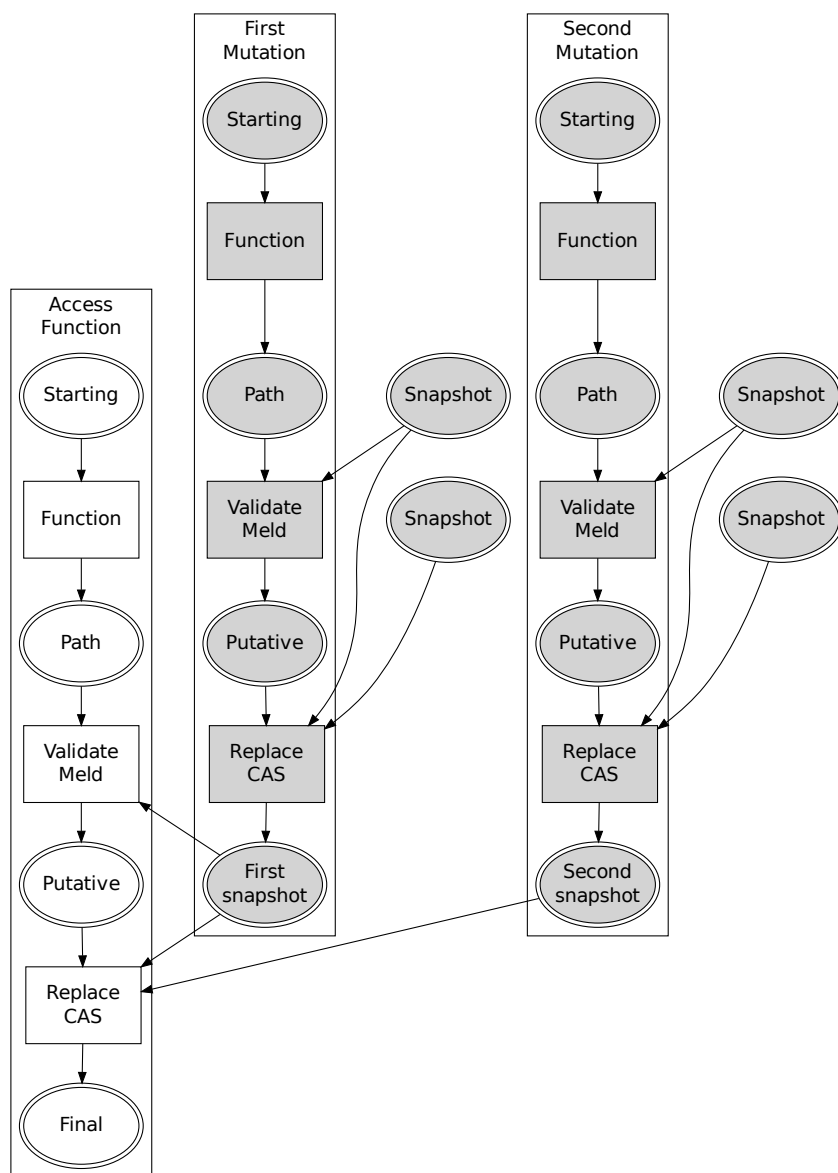 First
Mutation
Starting
Function
Path
Snapshot
Validate
Meld
Snapshot
Putative
Replace
CAS
First
snapshot
Second
Mutation
Starting
Function
Path
Snapshot
Validate
Meld
Snapshot
Putative
Replace
CAS
Second
snapshot
Access
Function
Starting
Function
Path
Validate
Meld
Putative
Replace
CAS
Final